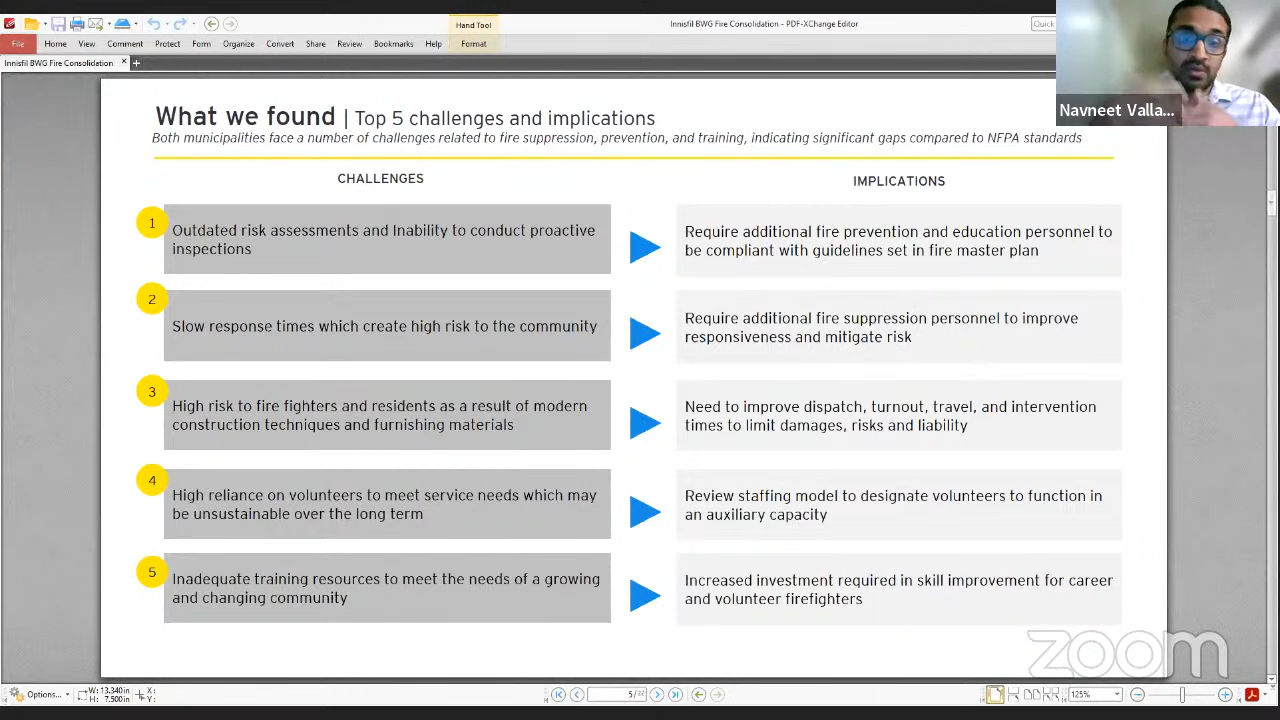 Hand Tool
Innisfil BWG Fire Consolidation - PDF-XChange Editor
Quick
File Home View Comment Protect Form Organize Convert Share Review Bookmarks Help Format
Innisfil BWG Fire Consolidation
Navneet Valla...
What we found | Top 5 challenges and implications
Both municipalities face a number of challenges related to fire suppression, prevention, and training, indicating significant gaps compared to NFPA standards
CHALLENGES
IMPLICATIONS
1
Outdated risk assessments and Inability to conduct proactive
inspections
Require additional fire prevention and education personnel to
be compliant with guidelines set in fire master plan
2
Slow response times which create high risk to the community
Require additional fire suppression personnel to improve
responsiveness and mitigate risk
3
High risk to fire fighters and residents as a result of modern
construction techniques and furnishing materials
Need to improve dispatch, turnout, travel, and intervention
times to limit damages, risks and liability
4
High reliance on volunteers to meet service needs which may
be unsustainable over the long term
Review staffing model to designate volunteers to function in
an auxiliary capacity
5
Inadequate training resources to meet the needs of a growing
and changing community
Increased investment required in skill improvement for career
and volunteer firefighters
zoom
Options...
W: 13.340in
H: 7.500in
X:
Y:
5/22
125%